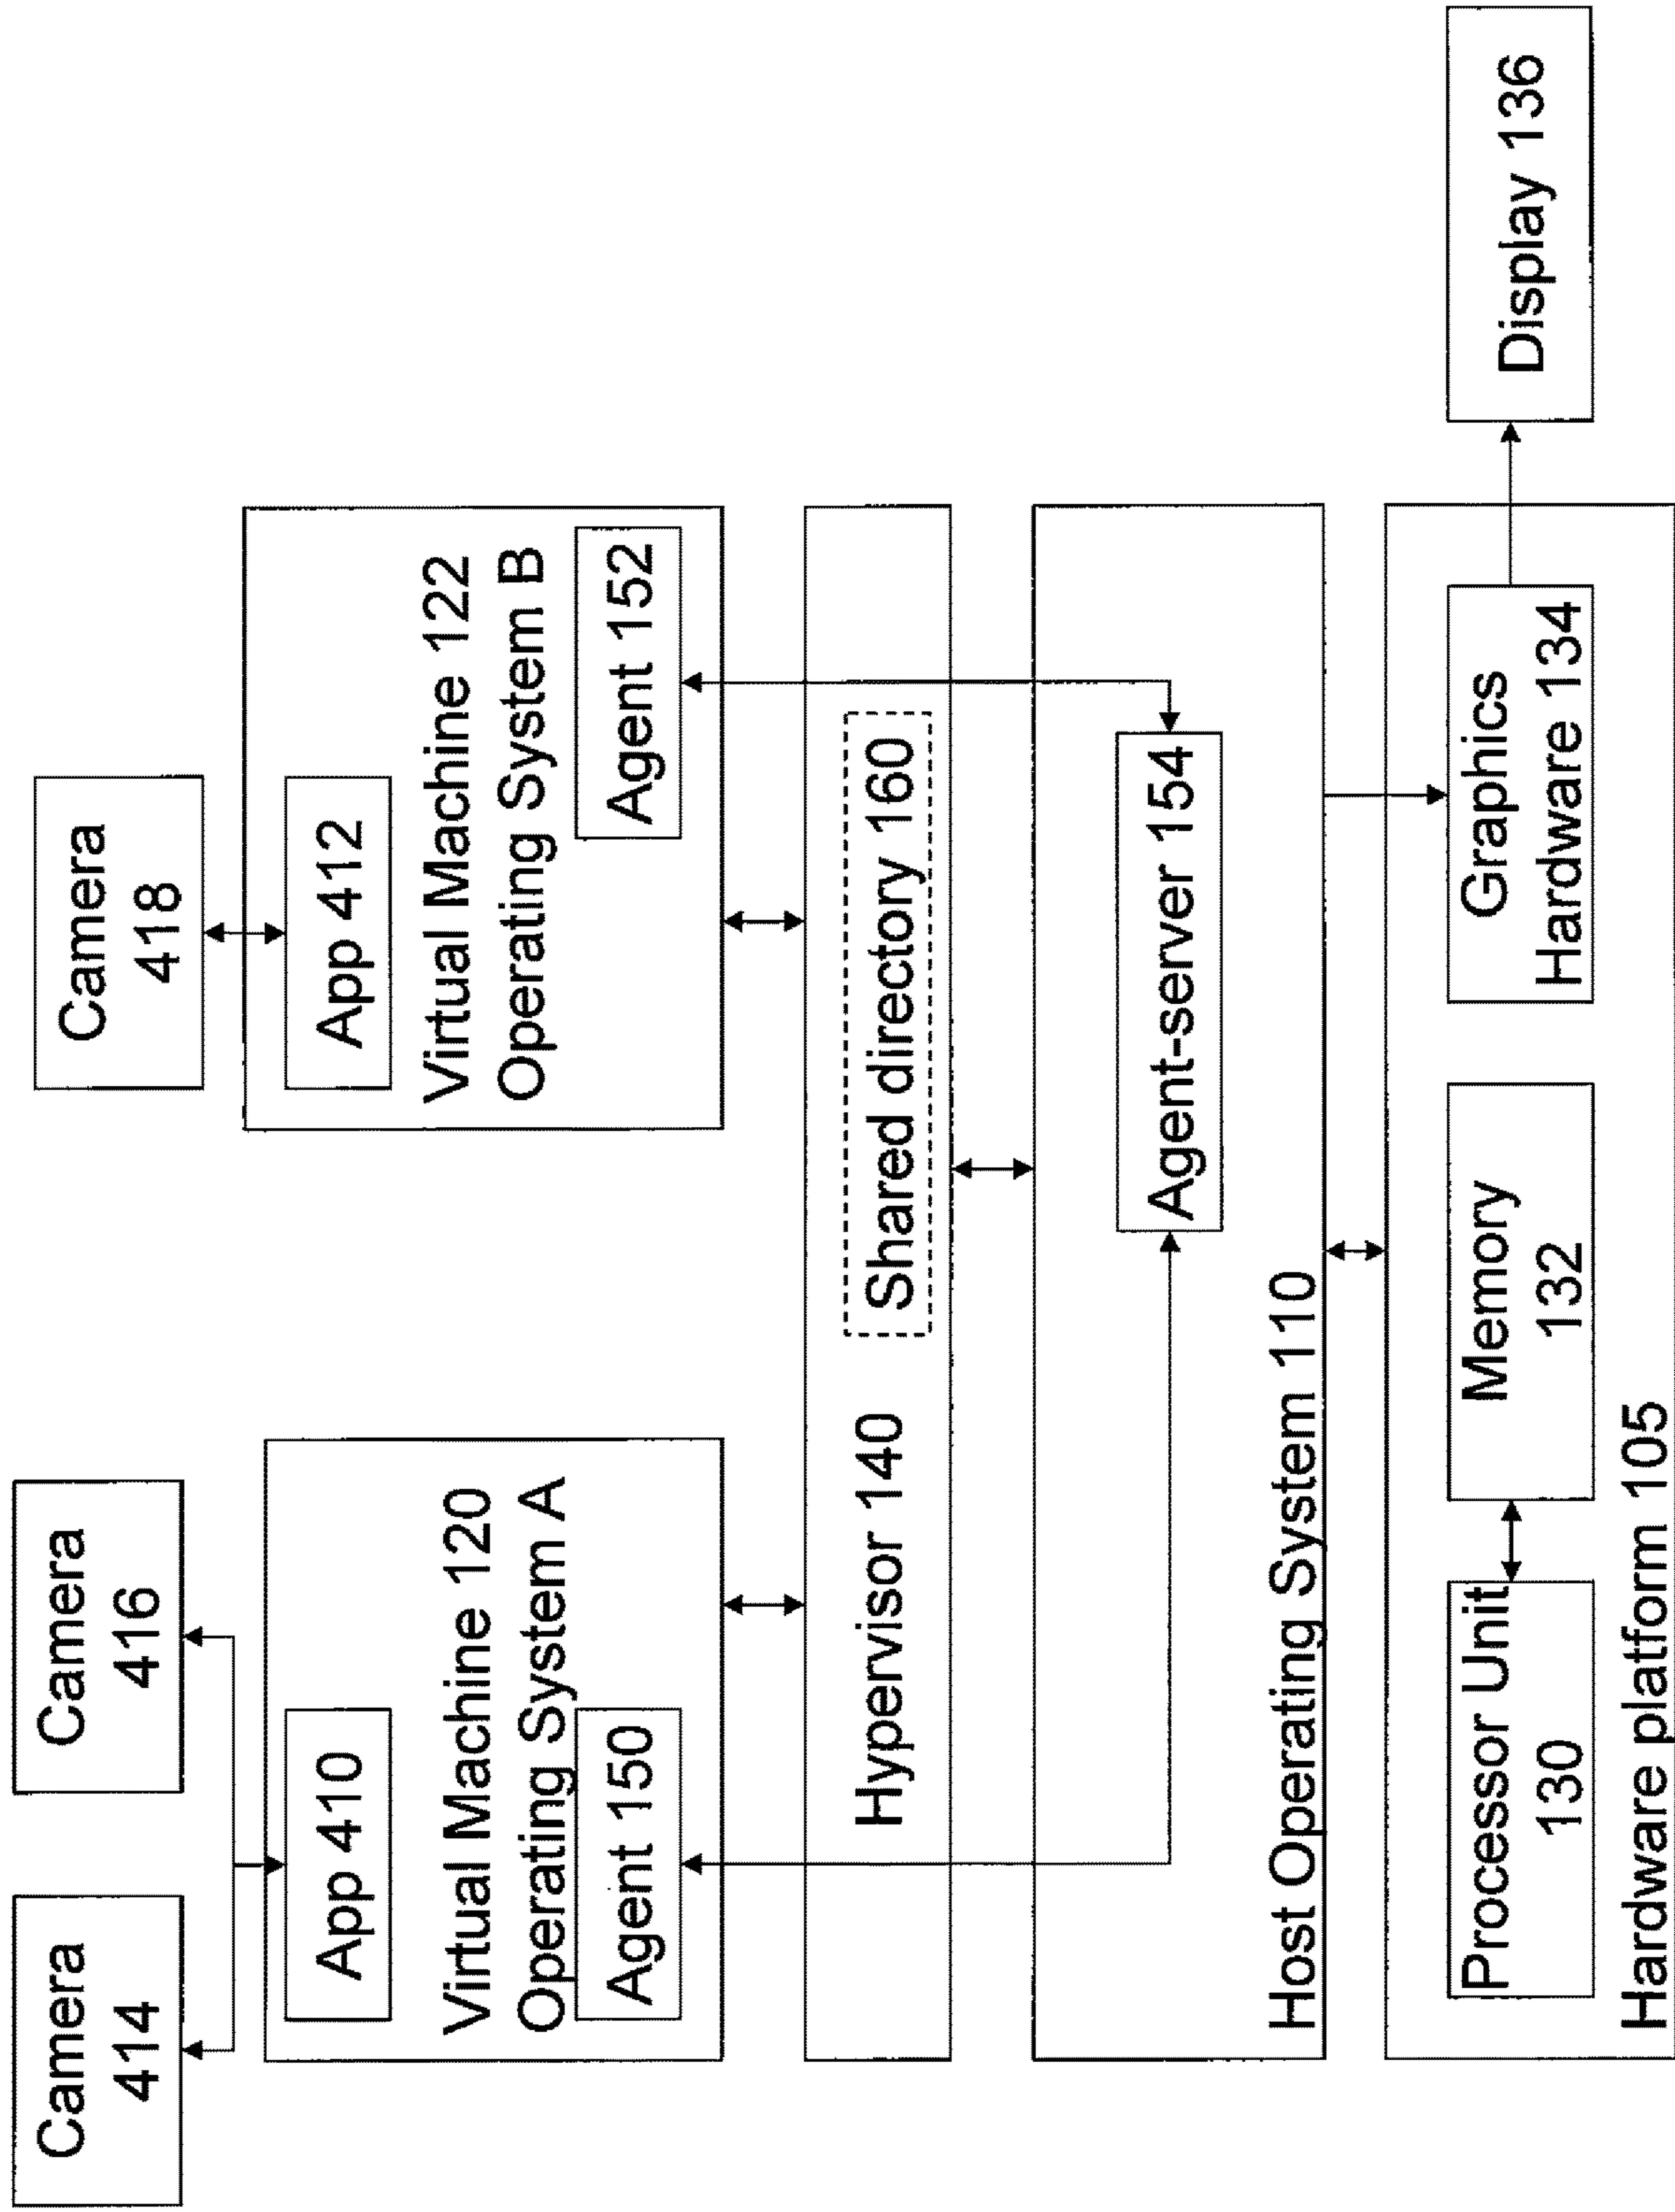 Camera
414
Camera
416
Camera
418
App 410
Virtual Machine 120
Operating System A
Agent 150
App 412
Virtual Machine 122
Operating System B
Agent 152
Hypervisor 140
Shared directory 160
Agent-server 154
Host Operating System 110
Processor Unit
130
Memory
132
Graphics
Hardware 134
Hardware platform 105
Display 136